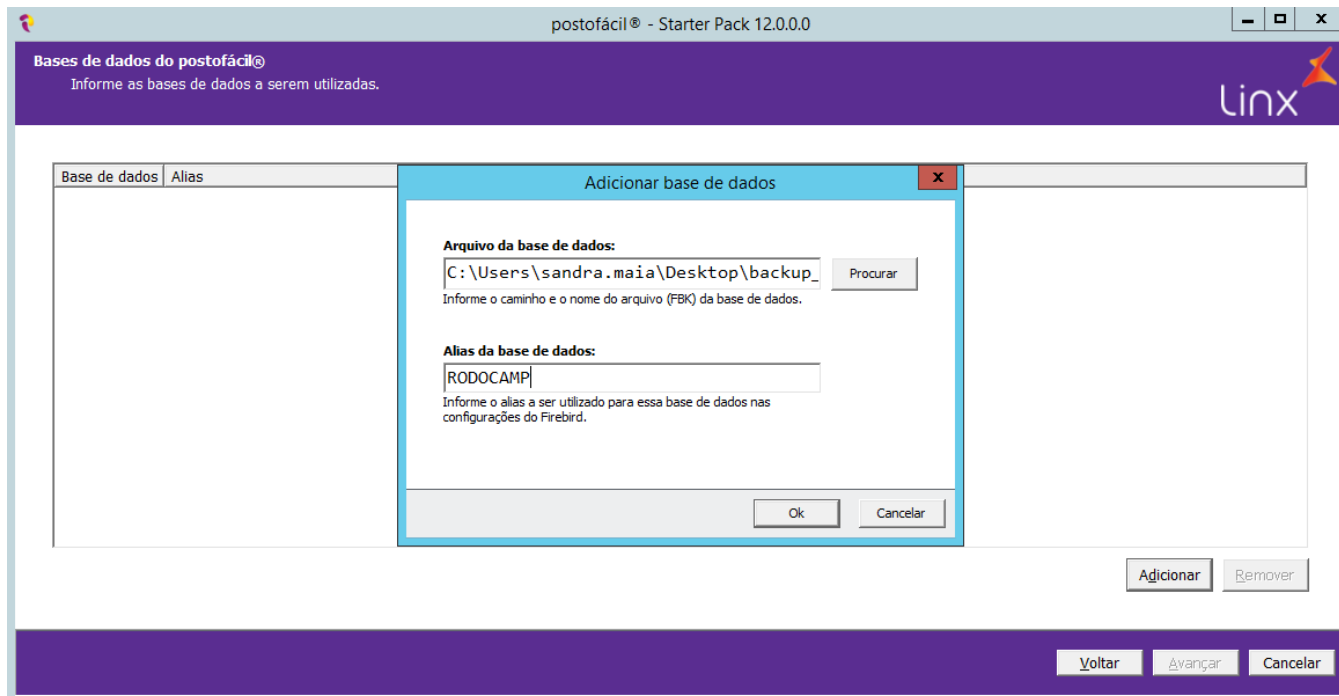 postofácil® - Starter Pack 12.0.0.0
Bases de dados do postofácil®
Informe as bases de dados a serem utilizadas.
Linx
Base de dados Alias
Adicionar base de dados
Arquivo da base de dados:
C:\Users\sandra.maia\Desktop\backup_
Procurar
Informe o caminho e o nome do arquivo (FBK) da base de dados.
Alias da base de dados:
RODOCAMP
Informe o alias a ser utilizado para essa base de dados nas
configurações do Firebird.
Ok Cancelar
Adicionar Remover
Voltar Avançar Cancelar